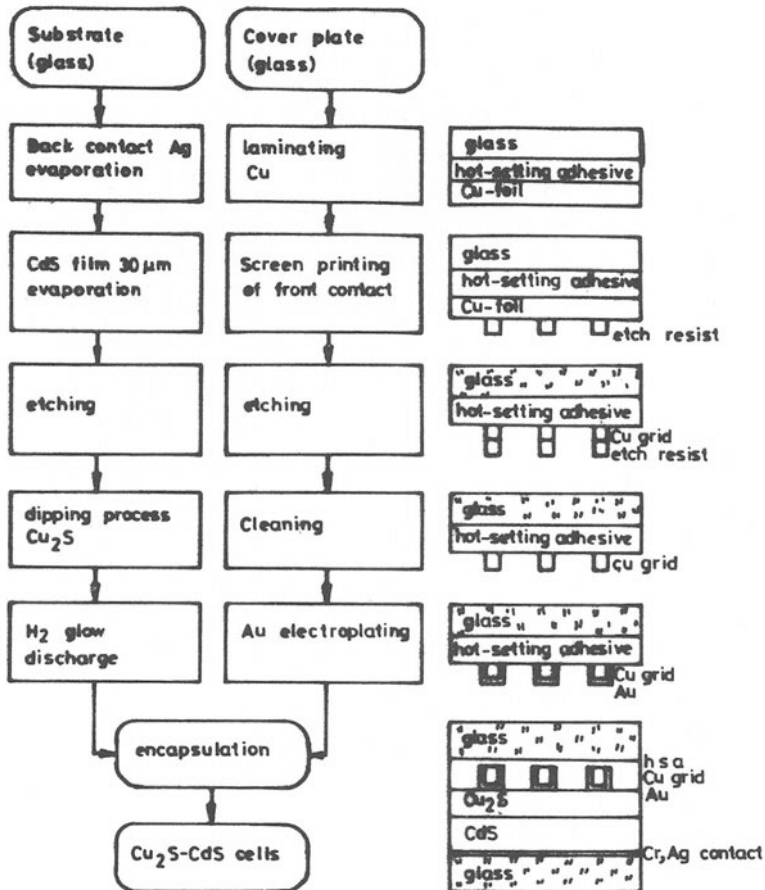 Substrate
(glass)
Cover plate
(glass)
Back contact Ag
evaporation
laminating
Cu
glass
hot-setting adhesive
Cu-foil
CdS film 30 µm
evaporation
Screen printing
of front contact
glass
hot-setting adhesive
Cu-foil
etch resist
etching
etching
glass
hot-setting adhesive
Cu grid
etch resist
dipping process
Cu₂S
Cleaning
glass
hot-setting adhesive
cu grid
H₂ glow
discharge
Au electroplating
glass
hot-setting adhesive
Cu grid
Au
encapsulation
glass
h s a
Cu grid
Au
Cu₂S
CdS
Cr,Ag contact
glass
Cu₂S-CdS cells